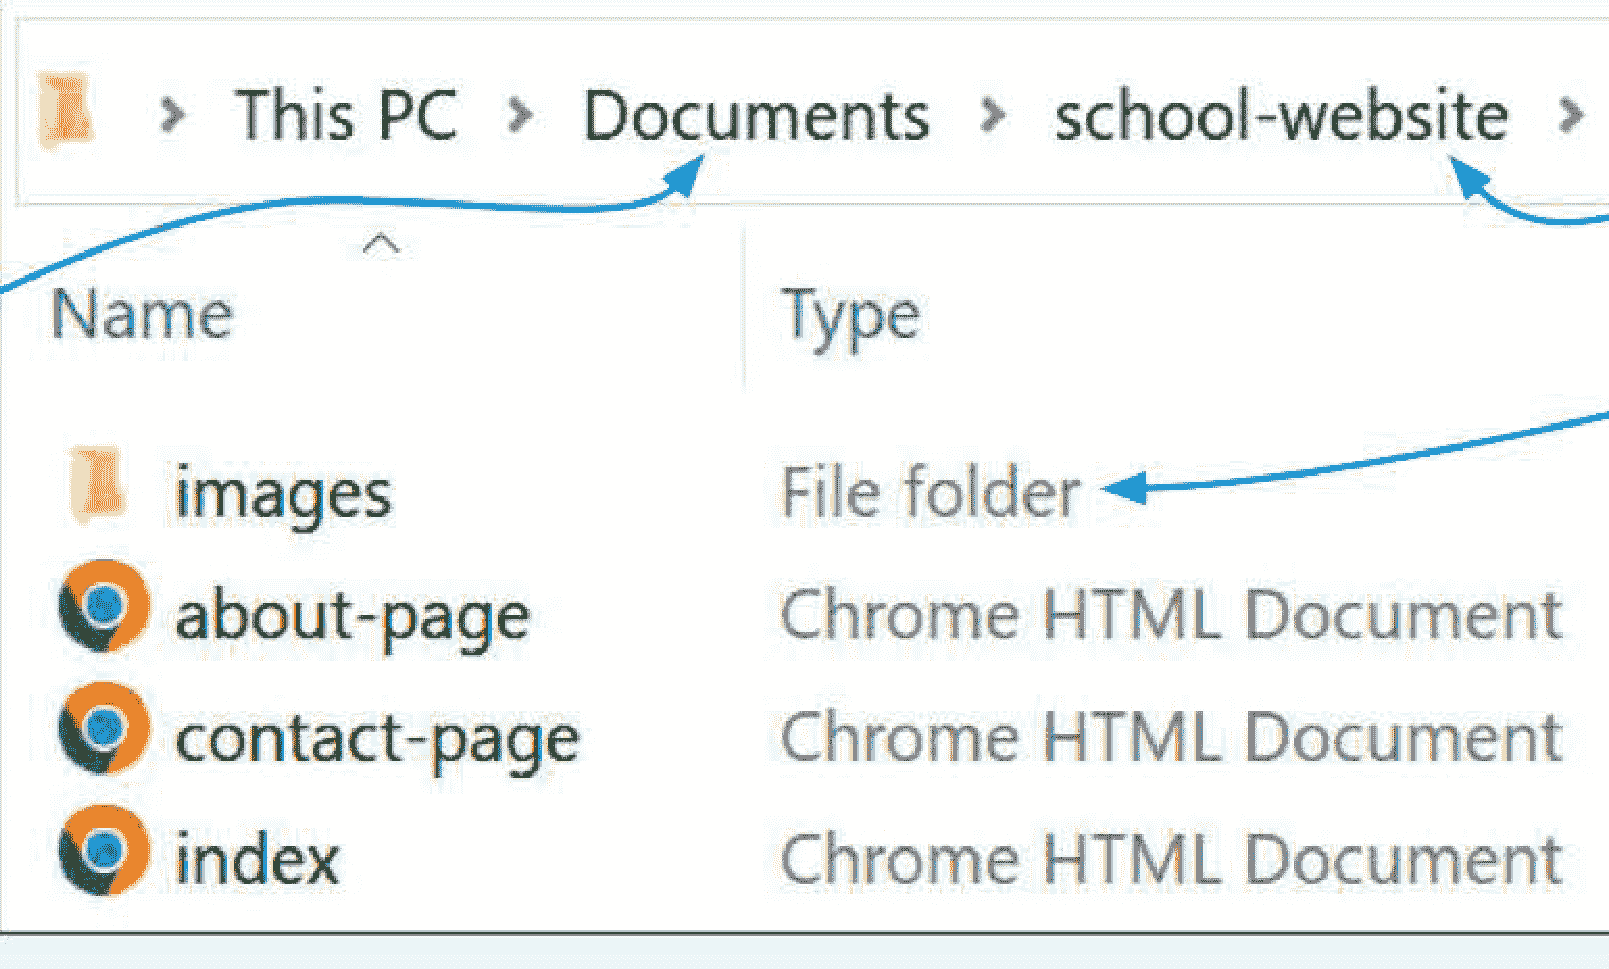 This PC > Documents > school-website >
Name Type
images File folder
about-page Chrome HTML Document
contact-page Chrome HTML Document
index Chrome HTML Document